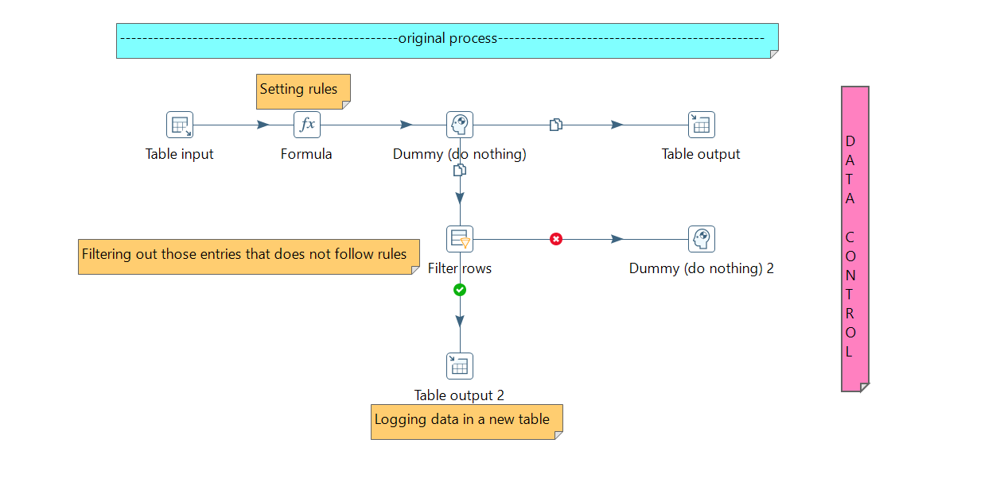 --------------------------------------------------original process------------------------------------------------
Setting rules
Table input
Formula
Dummy (do nothing)
Table output
Filtering out those entries that does not follow rules
Filter rows
Dummy (do nothing) 2
Table output 2
Logging data in a new table
D
A
T
A
C
O
N
T
R
O
L